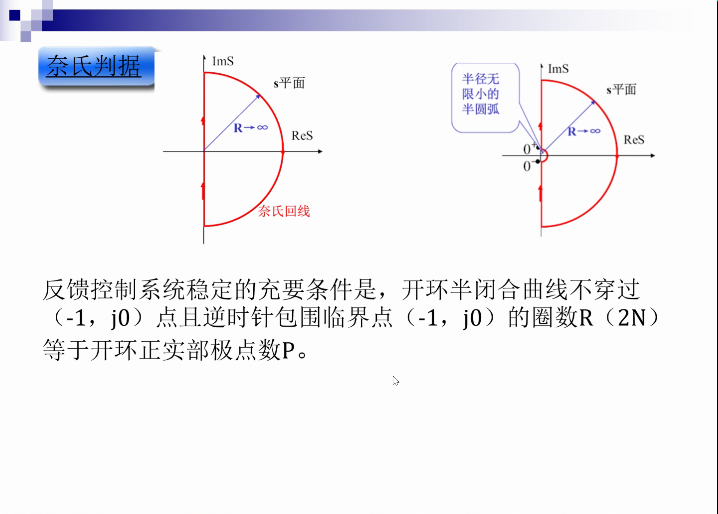 奈氏判据
ImS
s平面
R→∞
ReS
奈氏回线
半径无
限小的
半圆弧
ImS
s平面
R→∞
ReS
0⁺
0⁻
反馈控制系统稳定的充要条件是，开环半闭合曲线不穿过
（-1，j0）点且逆时针包围临界点（-1，j0）的圈数R（2N）
等于开环正实部极点数P。